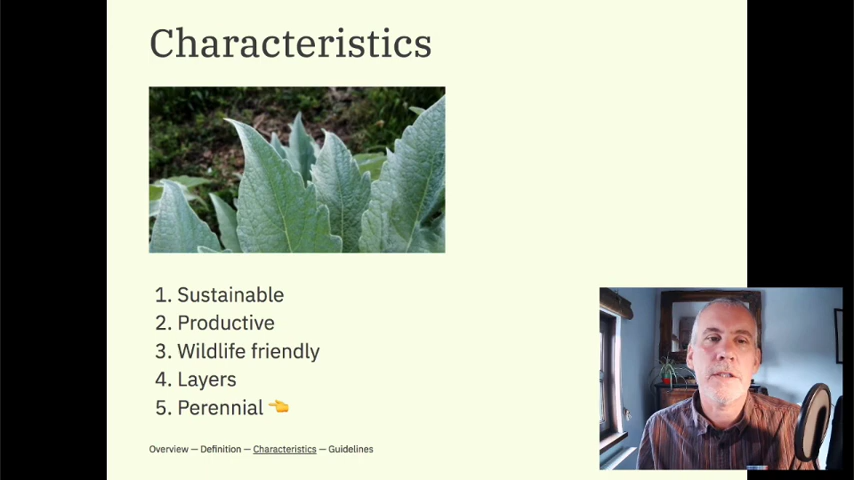 Characteristics
1. Sustainable
2. Productive
3. Wildlife friendly
4. Layers
5. Perennial 👈
Overview — Definition — Characteristics — Guidelines